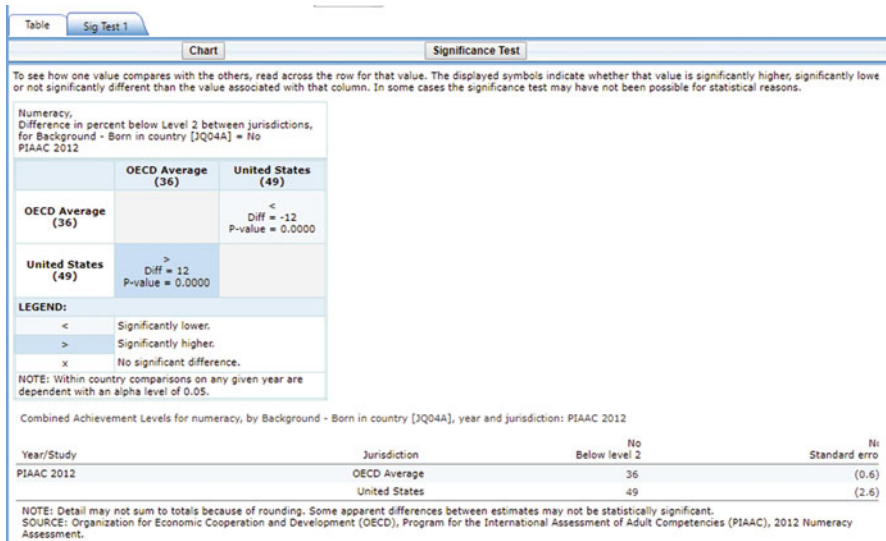 Table Sig Test 1
Chart Significance Test
To see how one value compares with the others, read across the row for that value. The displayed symbols indicate whether that value is significantly higher, significantly lowe
or not significantly different than the value associated with that column. In some cases the significance test may have not been possible for statistical reasons.
Numeracy,
Difference in percent below Level 2 between jurisdictions,
for Background - Born in country [JQ04A] = No
PIAAC 2012
OECD Average United States
(36) (49)
OECD Average
(36)
<
Diff = -12
P-value = 0.0000
United States
(49)
>
Diff = 12
P-value = 0.0000
LEGEND:
< Significantly lower.
> Significantly higher.
x No significant difference.
NOTE: Within country comparisons on any given year are
dependent with an alpha level of 0.05.
Combined Achievement Levels for numeracy, by Background - Born in country [JQ04A], year and jurisdiction: PIAAC 2012
No
Year/Study Jurisdiction Below level 2 Standard erro
PIAAC 2012 OECD Average 36 (0.6)
United States 49 (2.6)
NOTE: Detail may not sum to totals because of rounding. Some apparent differences between estimates may not be statistically significant.
SOURCE: Organization for Economic Cooperation and Development (OECD), Program for the International Assessment of Adult Competencies (PIAAC), 2012 Numeracy
Assessment.